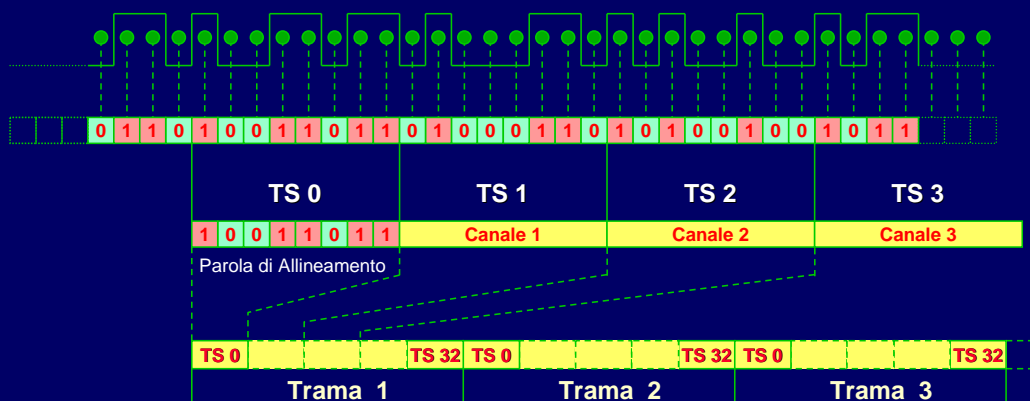 0 1 1 0 1 0 0 1 1 0 1 1 0 1 0 0 0 1 1 0 1 0 1 0 0 1 0 0 1 0 1 1
TS 0 TS 1 TS 2 TS 3
1 0 0 1 1 0 1 1 Canale 1 Canale 2 Canale 3
Parola di Allineamento
TS 0 TS 32 TS 0 TS 32 TS 0 TS 32
Trama 1 Trama 2 Trama 3